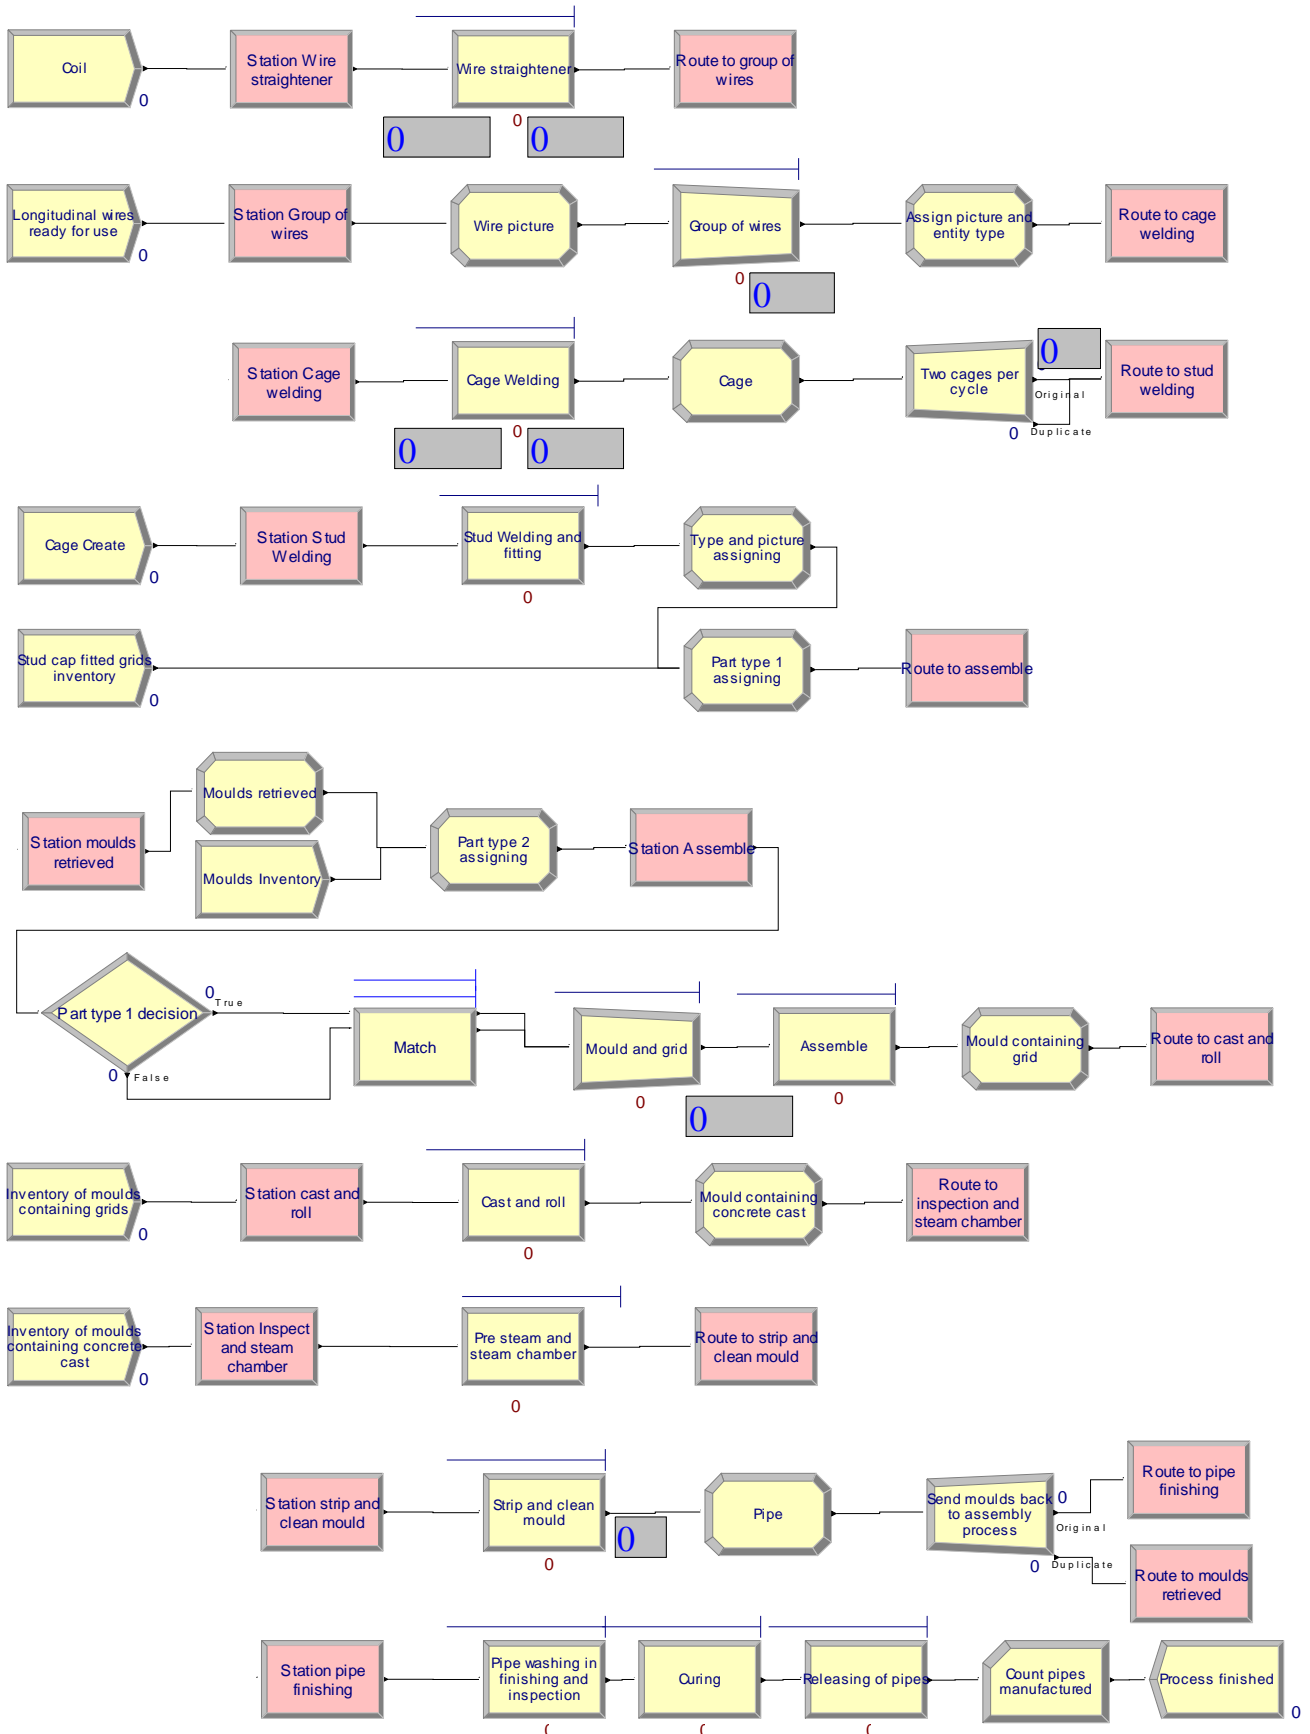 Coil
Station Wire
straightener
Wire straightener
Route to group of
wires
0
0
0
0
Longitudinal wires
ready for use
Station Group of
wires
Wire picture
Group of wires
Assign picture and
entity type
Route to cage
welding
0
0
0
Station Cage
welding
Cage Welding
Cage
Two cages per
cycle
0
Original
0
Duplicate
Route to stud
welding
0
0
0
Cage Create
Station Stud
Welding
Stud Welding and
fitting
Type and picture
assigning
0
0
Stud cap fitted grids
inventory
Part type 1
assigning
Route to assemble
0
Moulds retrieved
Station moulds
retrieved
Moulds Inventory
Part type 2
assigning
Station Assemble
Part type 1 decision
0
True
0
False
Match
Mould and grid
Assemble
Mould containing
grid
Route to cast and
roll
0
0
0
Inventory of moulds
containing grids
Station cast and
roll
Cast and roll
Mould containing
concrete cast
Route to
inspection and
steam chamber
0
0
Inventory of moulds
containing concrete
cast
Station Inspect
and steam
chamber
Pre steam and
steam chamber
Route to strip and
clean mould
0
0
Station strip and
clean mould
Strip and clean
mould
0
0
Pipe
Send moulds back
to assembly
process
0
Original
0
Duplicate
Route to pipe
finishing
Route to moulds
retrieved
Station pipe
finishing
Pipe washing in
finishing and
inspection
Curing
Releasing of pipes
Count pipes
manufactured
Process finished
0
0
0
0